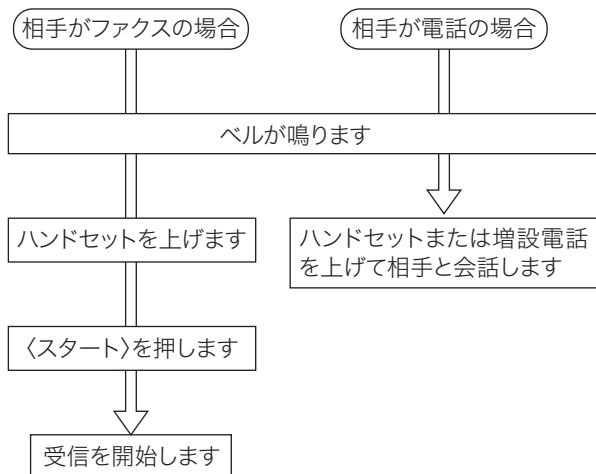 相手がファクスの場合
相手が電話の場合
ベルが鳴ります
ハンドセットを上げます
ハンドセットまたは増設電話
を上げて相手と会話します
〈スタート〉を押します
受信を開始します